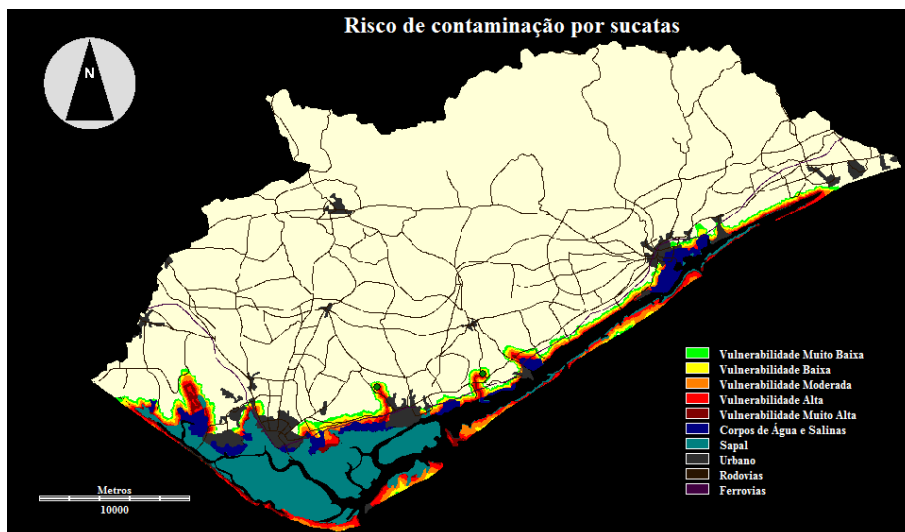 Risco de contaminação por sucatas
N
Vulnerabilidade Muito Baixa
Vulnerabilidade Baixa
Vulnerabilidade Moderada
Vulnerabilidade Alta
Vulnerabilidade Muito Alta
Corpos de Água e Salinas
Sapal
Urbano
Rodovias
Ferrovias
Metros
10000